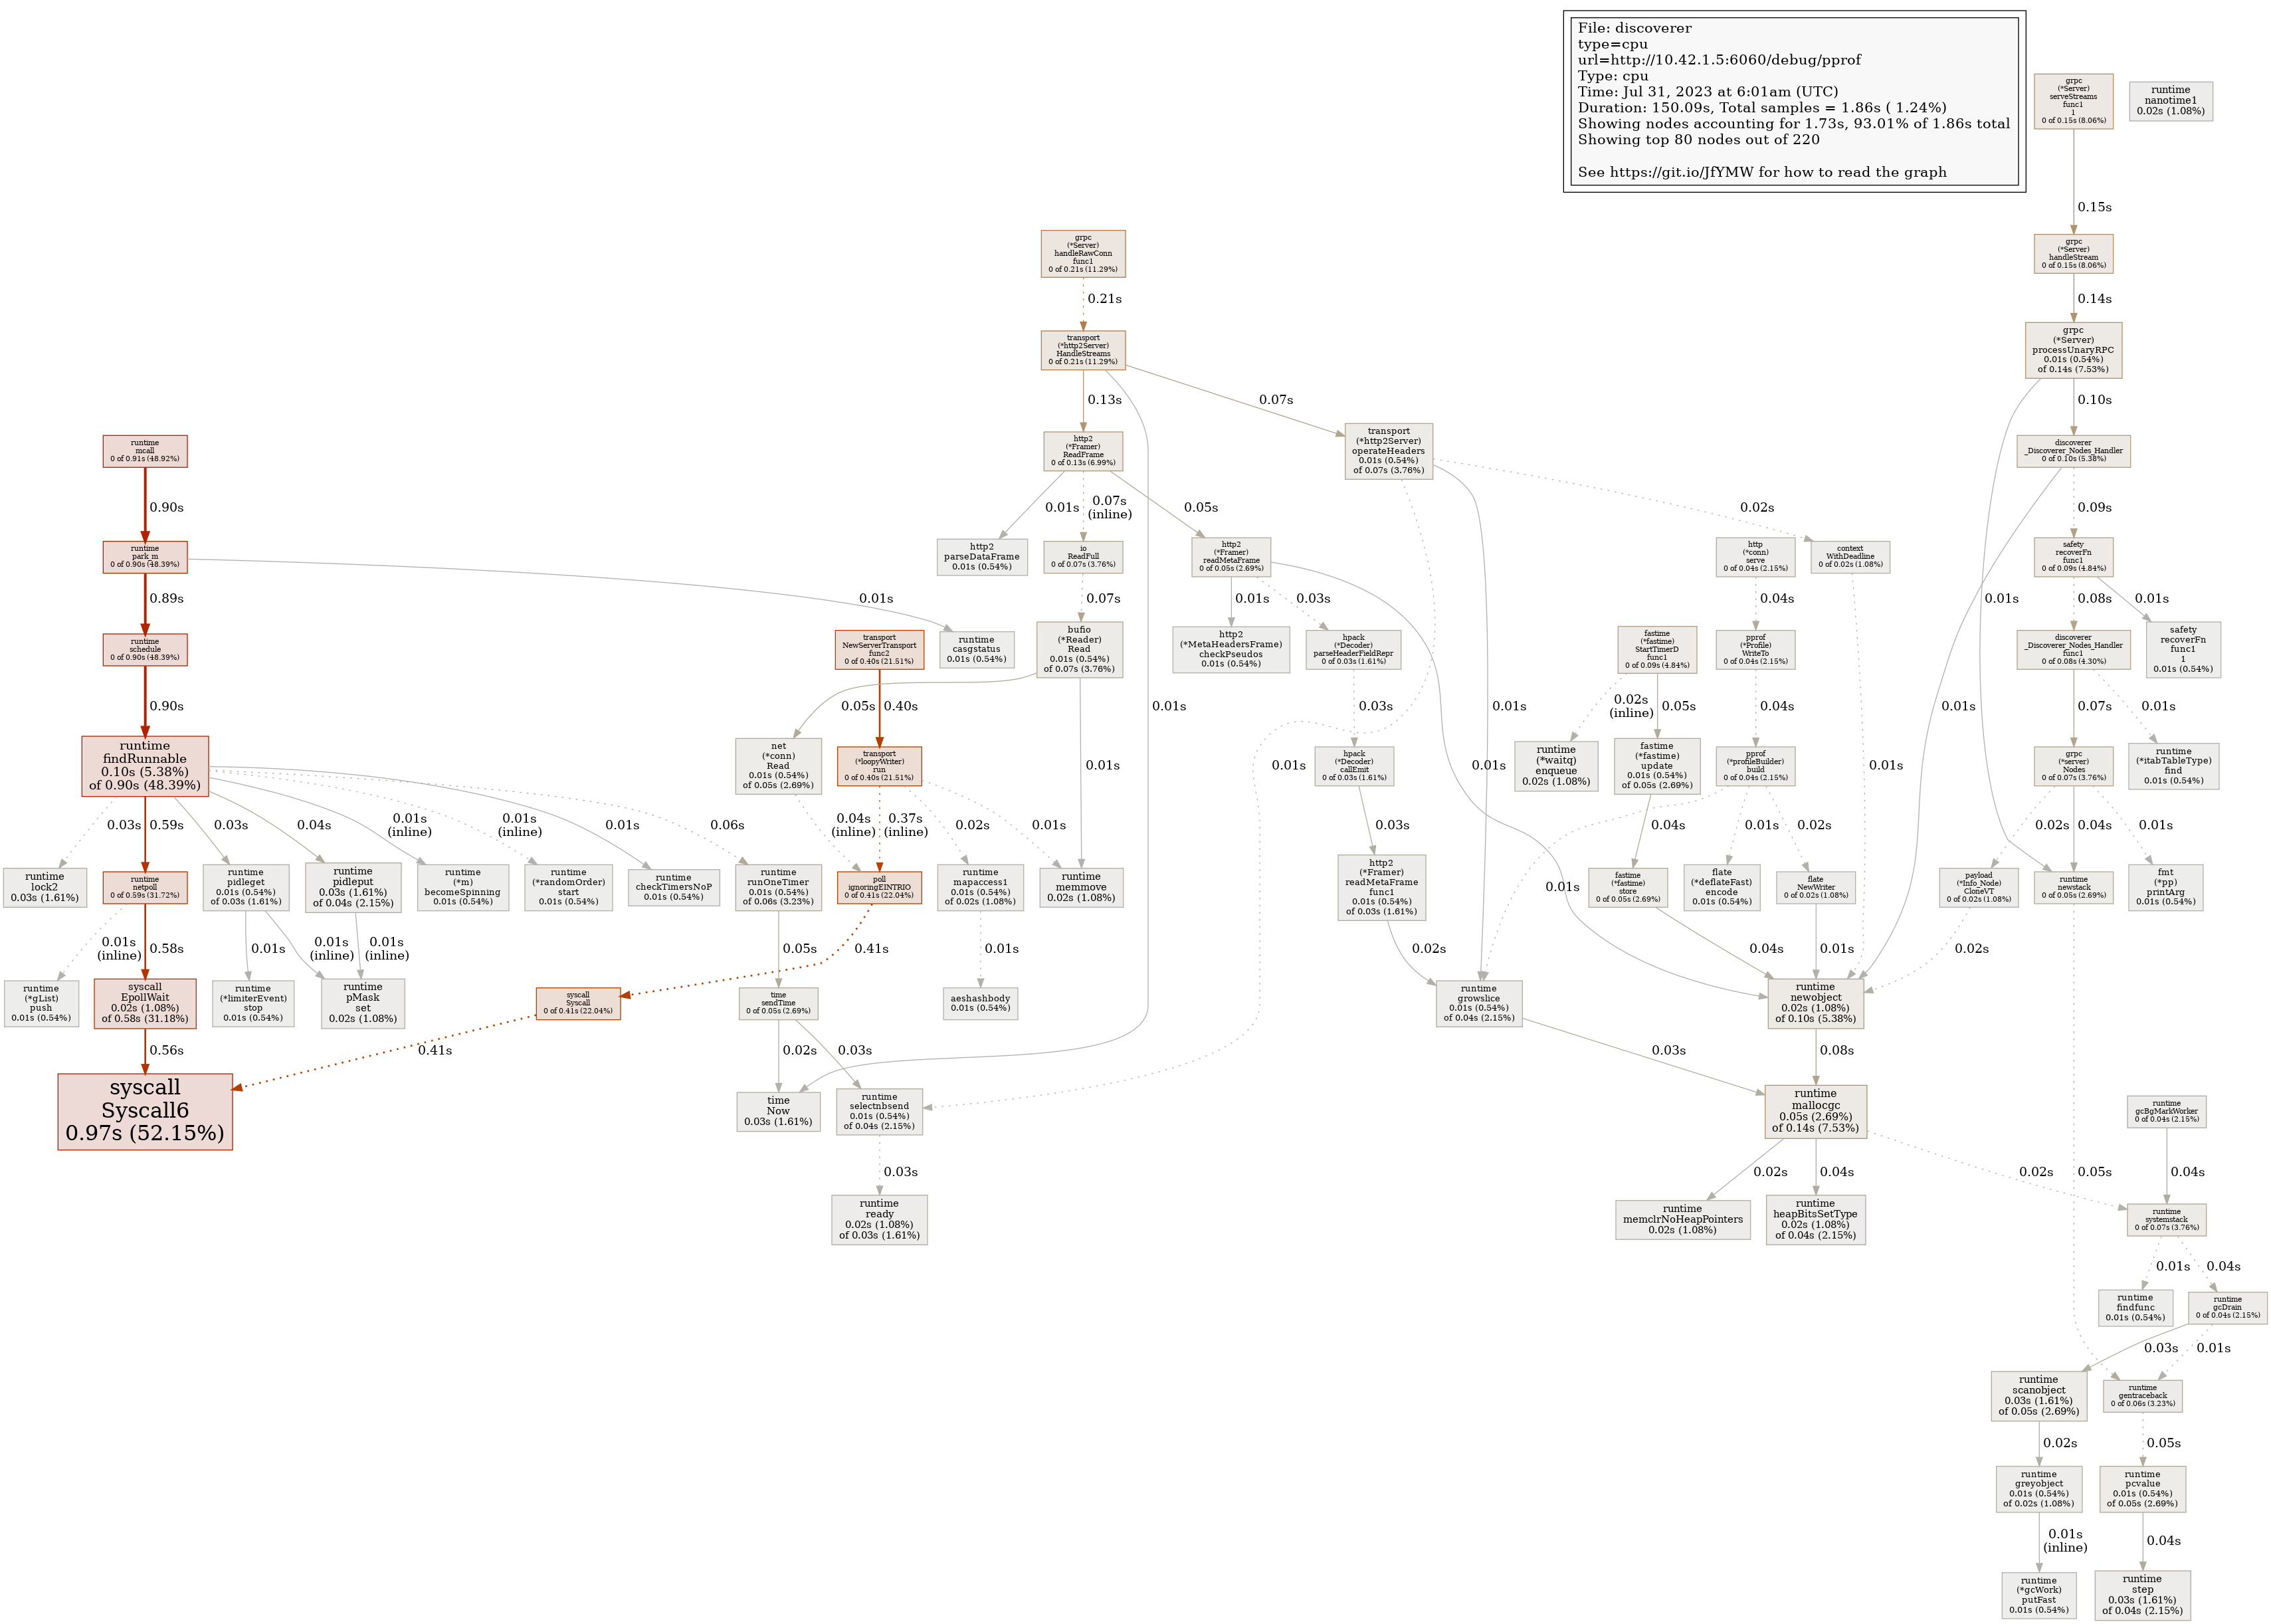 File: discoverer
type=cpu
url=http://10.42.1.5:6060/debug/pprof
Type: cpu
Time: Jul 31, 2023 at 6:01am (UTC)
Duration: 150.09s, Total samples = 1.86s ( 1.24%)
Showing nodes accounting for 1.73s, 93.01% of 1.86s total
Showing top 80 nodes out of 220
See https://git.io/JfYMW for how to read the graph
grpc
(*Server)
serveStreams
func1
1
0 of 0.15s (8.06%)
runtime
nanotime1
0.02s (1.08%)
0.15s
grpc
(*Server)
handleRawConn
func1
0 of 0.21s (11.29%)
grpc
(*Server)
handleStream
0 of 0.15s (8.06%)
0.21s
0.14s
transport
(*http2Server)
HandleStreams
0 of 0.21s (11.29%)
grpc
(*Server)
processUnaryRPC
0.01s (0.54%)
of 0.14s (7.53%)
0.13s
0.07s
0.10s
runtime
mcall
0 of 0.91s (48.92%)
http2
(*Framer)
ReadFrame
0 of 0.13s (6.99%)
transport
(*http2Server)
operateHeaders
0.01s (0.54%)
of 0.07s (3.76%)
discoverer
_Discoverer_Nodes_Handler
0 of 0.10s (5.38%)
0.90s
0.01s
0.07s
(inline)
0.05s
0.02s
0.09s
runtime
park_m
0 of 0.90s (48.39%)
http2
parseDataFrame
0.01s (0.54%)
io
ReadFull
0 of 0.07s (3.76%)
http2
(*Framer)
readMetaFrame
0 of 0.05s (2.69%)
http
(*conn)
serve
0 of 0.04s (2.15%)
context
WithDeadline
0 of 0.02s (1.08%)
safety
recoverFn
func1
0 of 0.09s (4.84%)
0.89s
0.01s
0.07s
0.01s
0.03s
0.04s
0.01s
0.08s
0.01s
runtime
schedule
0 of 0.90s (48.39%)
transport
NewServerTransport
func2
0 of 0.40s (21.51%)
runtime
casgstatus
0.01s (0.54%)
bufio
(*Reader)
Read
0.01s (0.54%)
of 0.07s (3.76%)
http2
(*MetaHeadersFrame)
checkPseudos
0.01s (0.54%)
hpack
(*Decoder)
parseHeaderFieldRepr
0 of 0.03s (1.61%)
fastime
(*fastime)
StartTimerD
func1
0 of 0.09s (4.84%)
pprof
(*Profile)
WriteTo
0 of 0.04s (2.15%)
discoverer
_Discoverer_Nodes_Handler
func1
0 of 0.08s (4.30%)
safety
recoverFn
func1
1
0.01s (0.54%)
0.90s
0.05s
0.40s
0.01s
0.03s
0.01s
0.02s
(inline)
0.05s
0.04s
0.01s
0.07s
0.01s
runtime
findRunnable
0.10s (5.38%)
of 0.90s (48.39%)
net
(*conn)
Read
0.01s (0.54%)
of 0.05s (2.69%)
transport
(*loopyWriter)
run
0 of 0.40s (21.51%)
0.01s
0.01s
0.01s
hpack
(*Decoder)
callEmit
0 of 0.03s (1.61%)
runtime
(*waitq)
enqueue
0.02s (1.08%)
fastime
(*fastime)
update
0.01s (0.54%)
of 0.05s (2.69%)
pprof
(*profileBuilder)
build
0 of 0.04s (2.15%)
grpc
(*server)
Nodes
0 of 0.07s (3.76%)
runtime
(*itabTableType)
find
0.01s (0.54%)
0.03s
0.59s
0.03s
0.04s
0.01s
(inline)
0.01s
(inline)
0.01s
0.06s
0.04s
(inline)
0.37s
(inline)
0.02s
0.01s
0.03s
0.04s
0.01s
0.02s
0.02s
0.04s
0.01s
runtime
lock2
0.03s (1.61%)
runtime
netpoll
0 of 0.59s (31.72%)
runtime
pidleget
0.01s (0.54%)
of 0.03s (1.61%)
runtime
pidleput
0.03s (1.61%)
of 0.04s (2.15%)
runtime
(*m)
becomeSpinning
0.01s (0.54%)
runtime
(*randomOrder)
start
0.01s (0.54%)
runtime
checkTimersNoP
0.01s (0.54%)
runtime
runOneTimer
0.01s (0.54%)
of 0.06s (3.23%)
poll
ignoringEINTRIO
0 of 0.41s (22.04%)
runtime
mapaccess1
0.01s (0.54%)
of 0.02s (1.08%)
runtime
memmove
0.02s (1.08%)
http2
(*Framer)
readMetaFrame
func1
0.01s (0.54%)
of 0.03s (1.61%)
fastime
(*fastime)
store
0 of 0.05s (2.69%)
flate
(*deflateFast)
encode
0.01s (0.54%)
flate
NewWriter
0 of 0.02s (1.08%)
payload
(*Info_Node)
CloneVT
0 of 0.02s (1.08%)
runtime
newstack
0 of 0.05s (2.69%)
fmt
(*pp)
printArg
0.01s (0.54%)
0.01s
(inline)
0.58s
0.01s
0.01s
(inline)
0.01s
(inline)
0.05s
0.41s
0.01s
0.02s
0.04s
0.01s
0.02s
runtime
(*gList)
push
0.01s (0.54%)
syscall
EpollWait
0.02s (1.08%)
of 0.58s (31.18%)
runtime
(*limiterEvent)
stop
0.01s (0.54%)
runtime
pMask
set
0.02s (1.08%)
syscall
Syscall
0 of 0.41s (22.04%)
time
sendTime
0 of 0.05s (2.69%)
aeshashbody
0.01s (0.54%)
runtime
growslice
0.01s (0.54%)
of 0.04s (2.15%)
runtime
newobject
0.02s (1.08%)
of 0.10s (5.38%)
0.56s
0.41s
0.02s
0.03s
0.03s
0.08s
syscall
Syscall6
0.97s (52.15%)
time
Now
0.03s (1.61%)
runtime
selectnbsend
0.01s (0.54%)
of 0.04s (2.15%)
runtime
mallocgc
0.05s (2.69%)
of 0.14s (7.53%)
runtime
gcBgMarkWorker
0 of 0.04s (2.15%)
0.03s
0.02s
0.04s
0.02s
0.05s
0.04s
runtime
ready
0.02s (1.08%)
of 0.03s (1.61%)
runtime
memclrNoHeapPointers
0.02s (1.08%)
runtime
heapBitsSetType
0.02s (1.08%)
of 0.04s (2.15%)
runtime
systemstack
0 of 0.07s (3.76%)
0.01s
0.04s
runtime
findfunc
0.01s (0.54%)
runtime
gcDrain
0 of 0.04s (2.15%)
0.03s
0.01s
runtime
scanobject
0.03s (1.61%)
of 0.05s (2.69%)
runtime
gentraceback
0 of 0.06s (3.23%)
0.02s
0.05s
runtime
greyobject
0.01s (0.54%)
of 0.02s (1.08%)
runtime
pcvalue
0.01s (0.54%)
of 0.05s (2.69%)
0.01s
(inline)
0.04s
runtime
(*gcWork)
putFast
0.01s (0.54%)
runtime
step
0.03s (1.61%)
of 0.04s (2.15%)